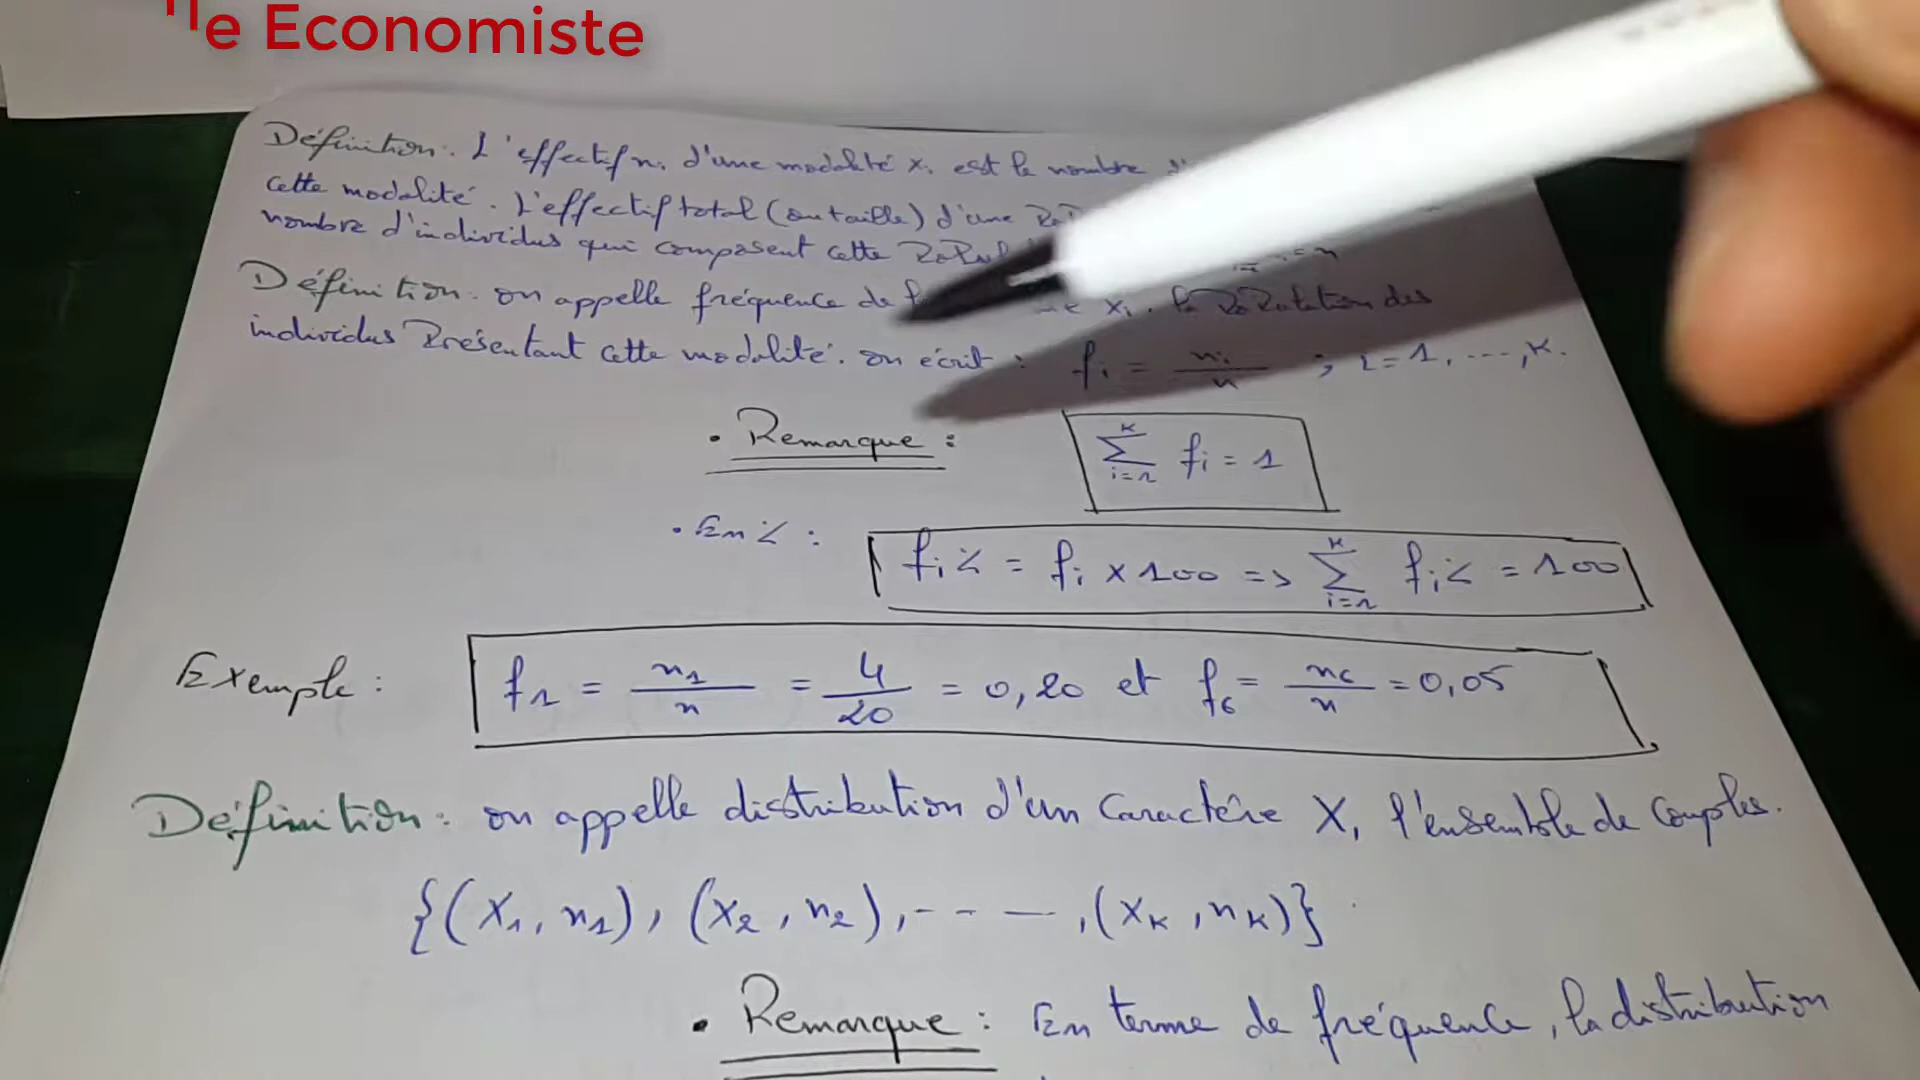 le Economiste
Définition: L'effectif ni d'une modalité xi est le nombre
cette modalité. L'effectif total (ou taille) d'une
nombre d'individus qui composent cette = n
Définition: on appelle fréquence de xi, la proportion des
individus présentant cette modalité. on écrit : fi = ni/n ; i=1,---,K.
• Remarque : ∑_{i=1}^{K} fi = 1
• En % : fi% = fi x 100 => ∑_{i=1}^{K} fi% = 100
Exemple : f1 = n1/n = 4/20 = 0,20 et f6 = n6/n = 0,05
Définition: on appelle distribution d'un caractère X, l'ensemble de couples.
{(x1, n1), (x2, n2), - - —, (xK, nK)}
• Remarque : En terme de fréquence, la distribution